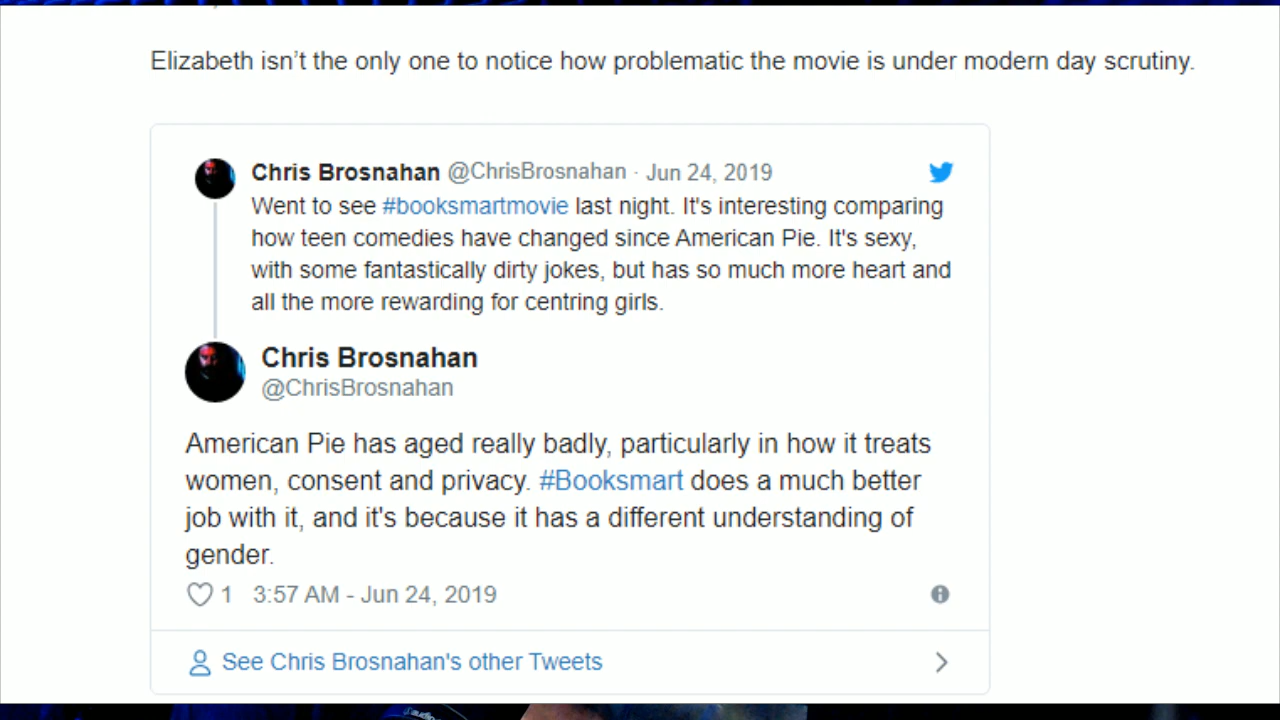 Elizabeth isn’t the only one to notice how problematic the movie is under modern day scrutiny.
Chris Brosnahan @ChrisBrosnahan · Jun 24, 2019
Went to see #booksmartmovie last night. It's interesting comparing
how teen comedies have changed since American Pie. It's sexy,
with some fantastically dirty jokes, but has so much more heart and
all the more rewarding for centring girls.
Chris Brosnahan
@ChrisBrosnahan
American Pie has aged really badly, particularly in how it treats
women, consent and privacy. #Booksmart does a much better
job with it, and it's because it has a different understanding of
gender.
1 3:57 AM - Jun 24, 2019
See Chris Brosnahan's other Tweets